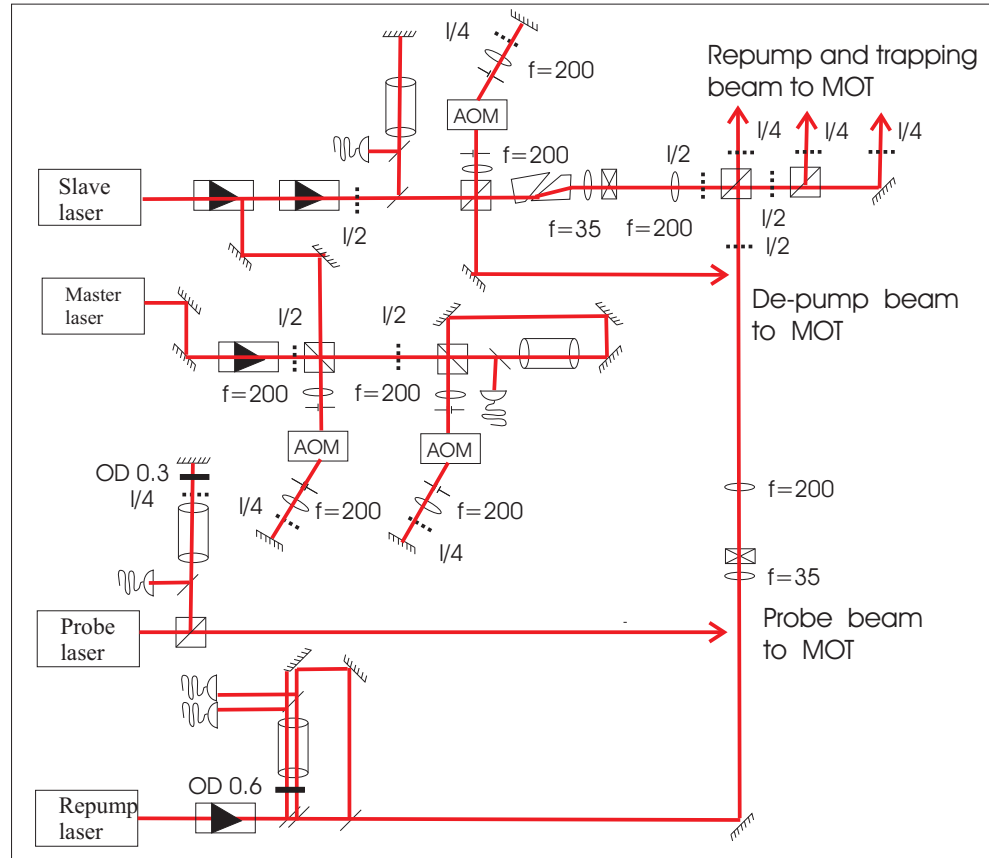 l/4
f=200
AOM
Repump and trapping
beam to MOT
l/4
l/4
l/4
f=200
l/2
Slave
laser
l/2
f=35
f=200
l/2
l/2
De-pump beam
to MOT
Master
laser
l/2
l/2
f=200
f=200
AOM
AOM
OD 0.3
l/4
l/4
f=200
f=200
l/4
f=200
f=35
Probe
laser
Probe beam
to MOT
OD 0.6
Repump
laser